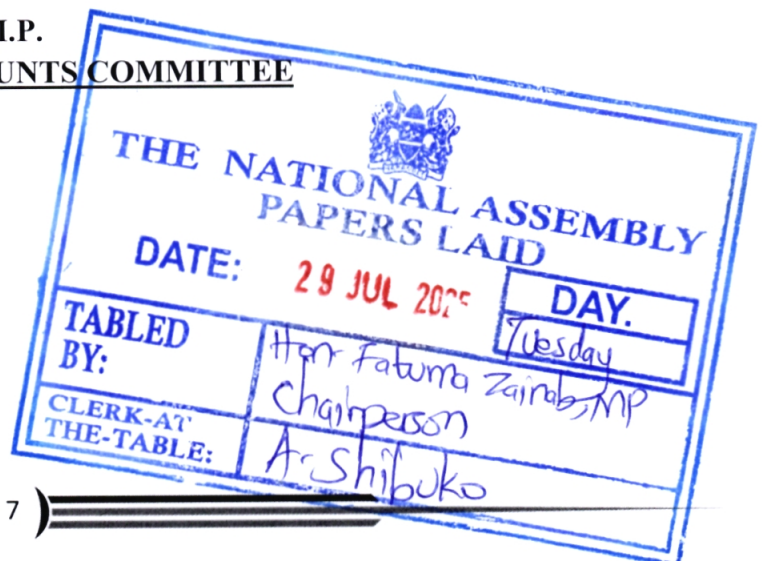 I.P.
UNTS COMMITTEE
THE NATIONAL ASSEMBLY
PAPERS LAID
DATE: 29 JUL 2025
DAY.
Tuesday
TABLED BY:
Hon Fatuma Zainab, MP
Chairperson
CLERK-AT
THE-TABLE:
A. Shibuko
7